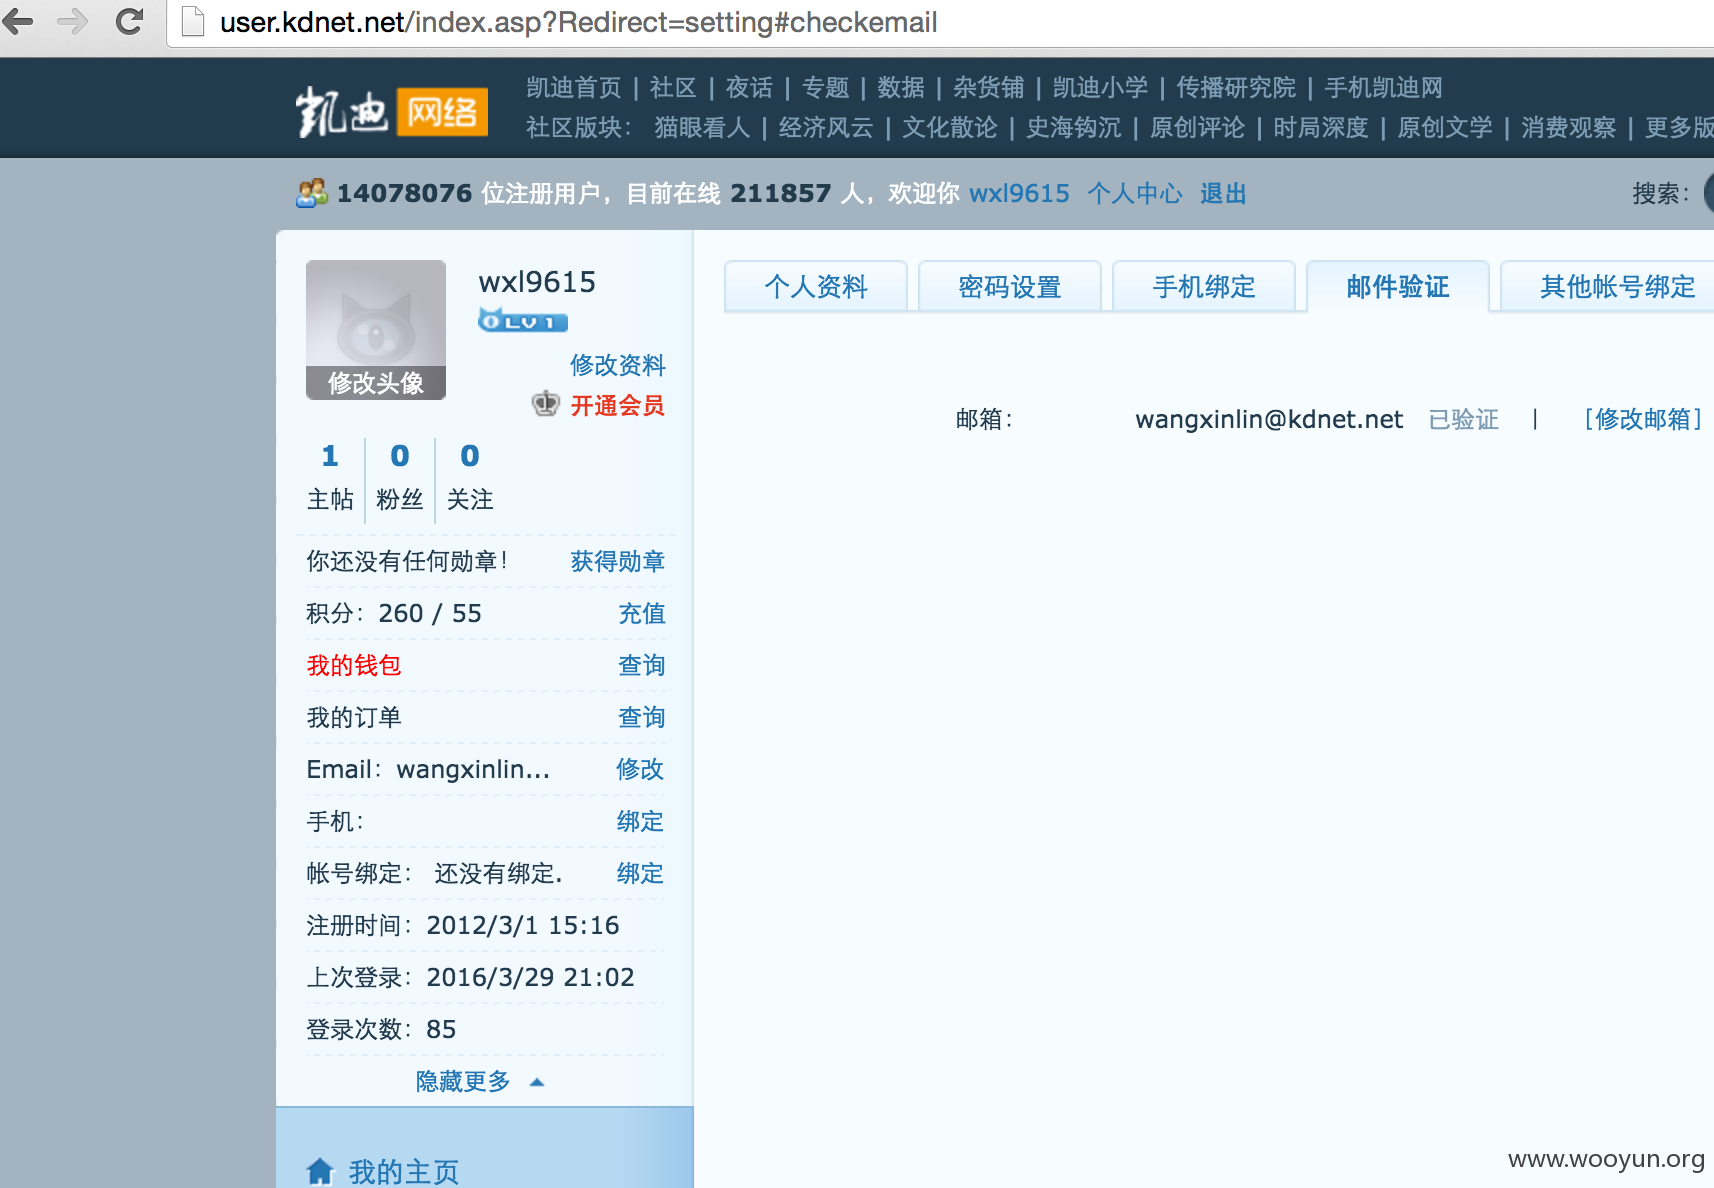 user.kdnet.net/index.asp?Redirect=setting#checkemail
凯迪网络
凯迪首页 | 社区 | 夜话 | 专题 | 数据 | 杂货铺 | 凯迪小学 | 传播研究院 | 手机凯迪网
社区版块： 猫眼看人 | 经济风云 | 文化散论 | 史海钩沉 | 原创评论 | 时局深度 | 原创文学 | 消费观察 | 更多版
14078076 位注册用户，目前在线 211857 人，欢迎你 wxl9615 个人中心 退出
搜索：
wxl9615
LV 1
修改头像
修改资料
开通会员
1 0 0
主帖 粉丝 关注
你还没有任何勋章！ 获得勋章
积分：260 / 55 充值
我的钱包 查询
我的订单 查询
Email：wangxinlin... 修改
手机： 绑定
帐号绑定： 还没有绑定. 绑定
注册时间：2012/3/1 15:16
上次登录：2016/3/29 21:02
登录次数：85
隐藏更多
我的主页
个人资料 密码设置 手机绑定 邮件验证 其他帐号绑定
邮箱： wangxinlin@kdnet.net 已验证 | [修改邮箱]
www.wooyun.org